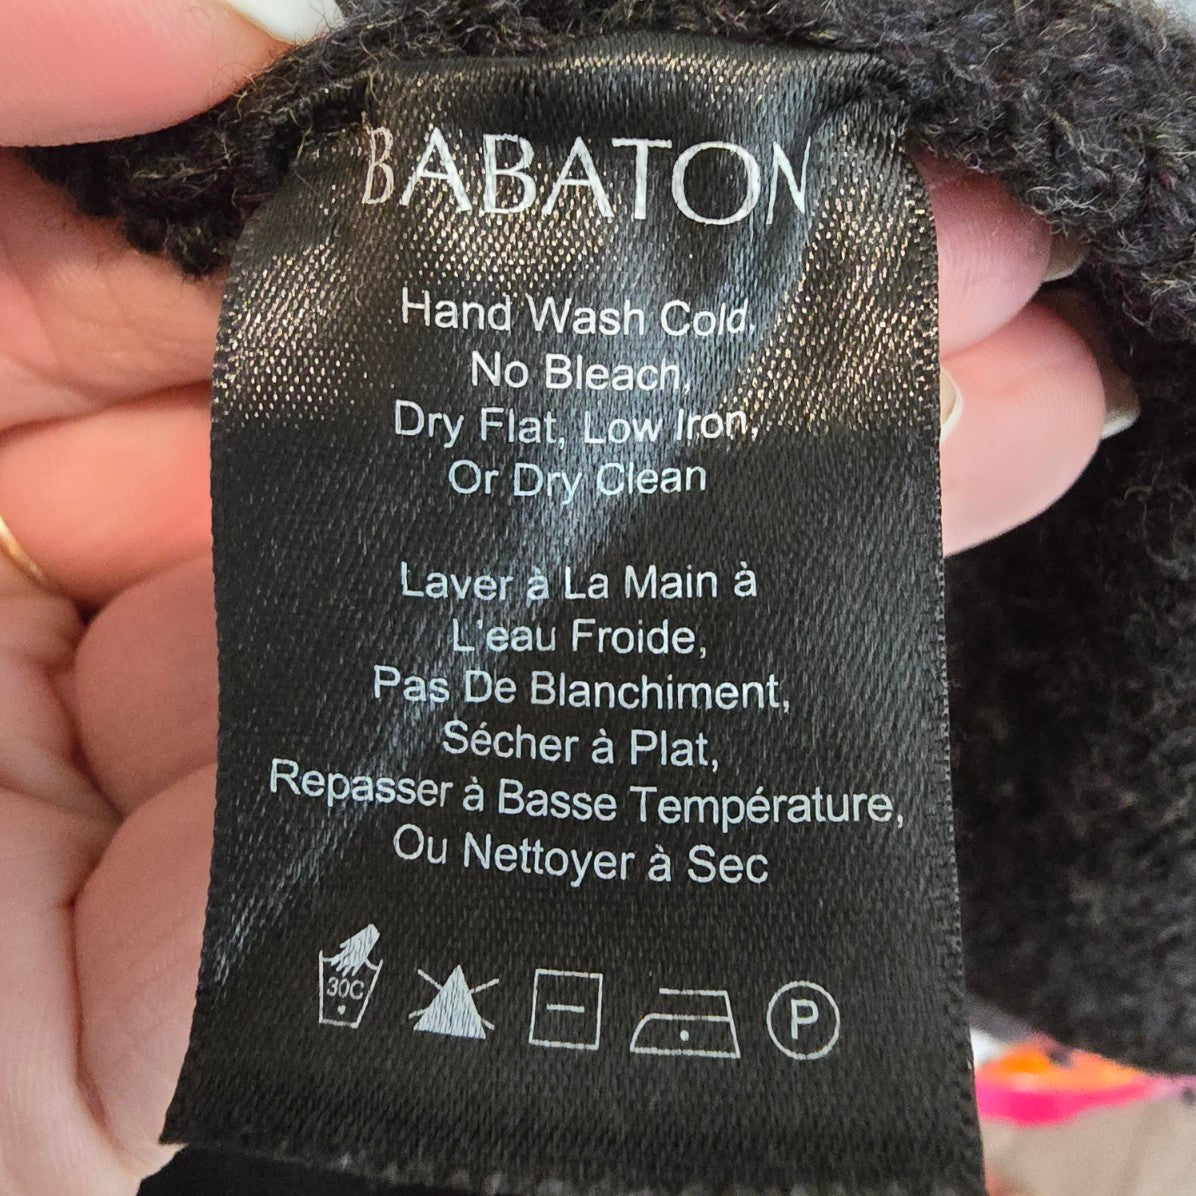 BABATON
Hand Wash Cold,
No Bleach,
Dry Flat, Low Iron,
Or Dry Clean
Laver à La Main à
L'eau Froide,
Pas De Blanchiment,
Sécher à Plat,
Repasser à Basse Température,
Ou Nettoyer à Sec
30C P